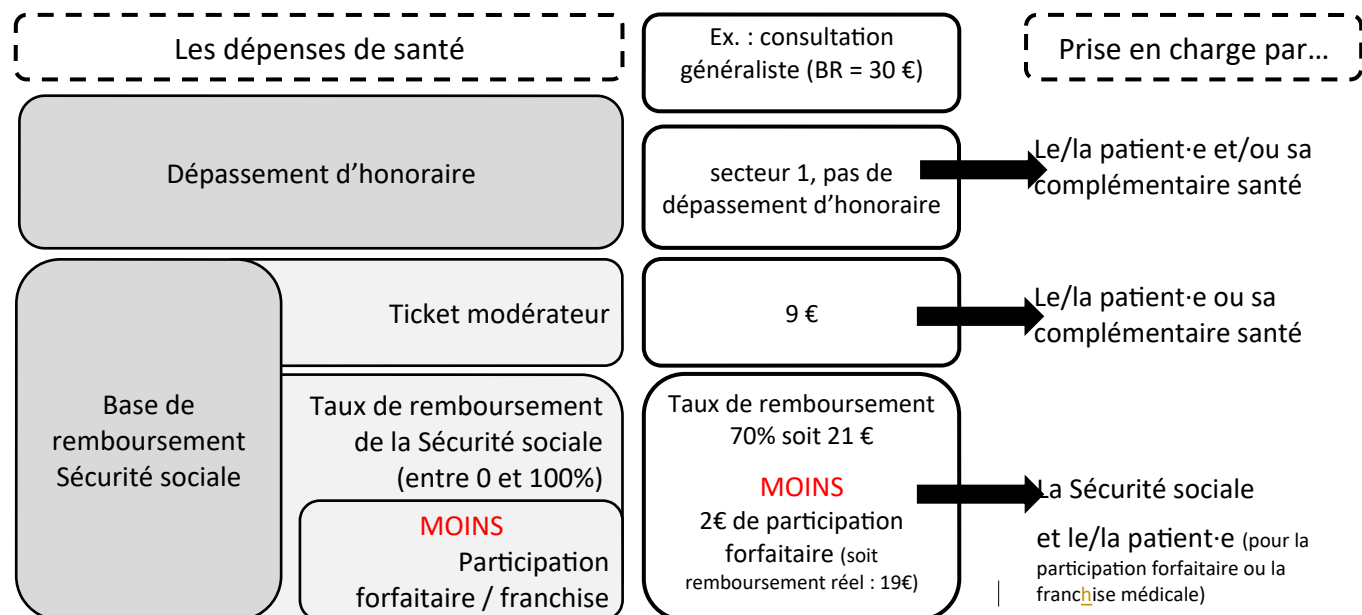 Les dépenses de santé
Ex. : consultation
généraliste (BR = 30 €)
Prise en charge par…
Dépassement d’honoraire
secteur 1, pas de
dépassement d’honoraire
Le/la patient·e et/ou sa
complémentaire santé
Ticket modérateur
9 €
Le/la patient·e ou sa
complémentaire santé
Base de
remboursement
Sécurité sociale
Taux de remboursement
de la Sécurité sociale
(entre 0 et 100%)
MOINS
Participation
forfaitaire / franchise
Taux de remboursement
70% soit 21 €
MOINS
2€ de participation
forfaitaire (soit
remboursement réel : 19€)
La Sécurité sociale
et le/la patient·e (pour la
participation forfaitaire ou la
franchise médicale)